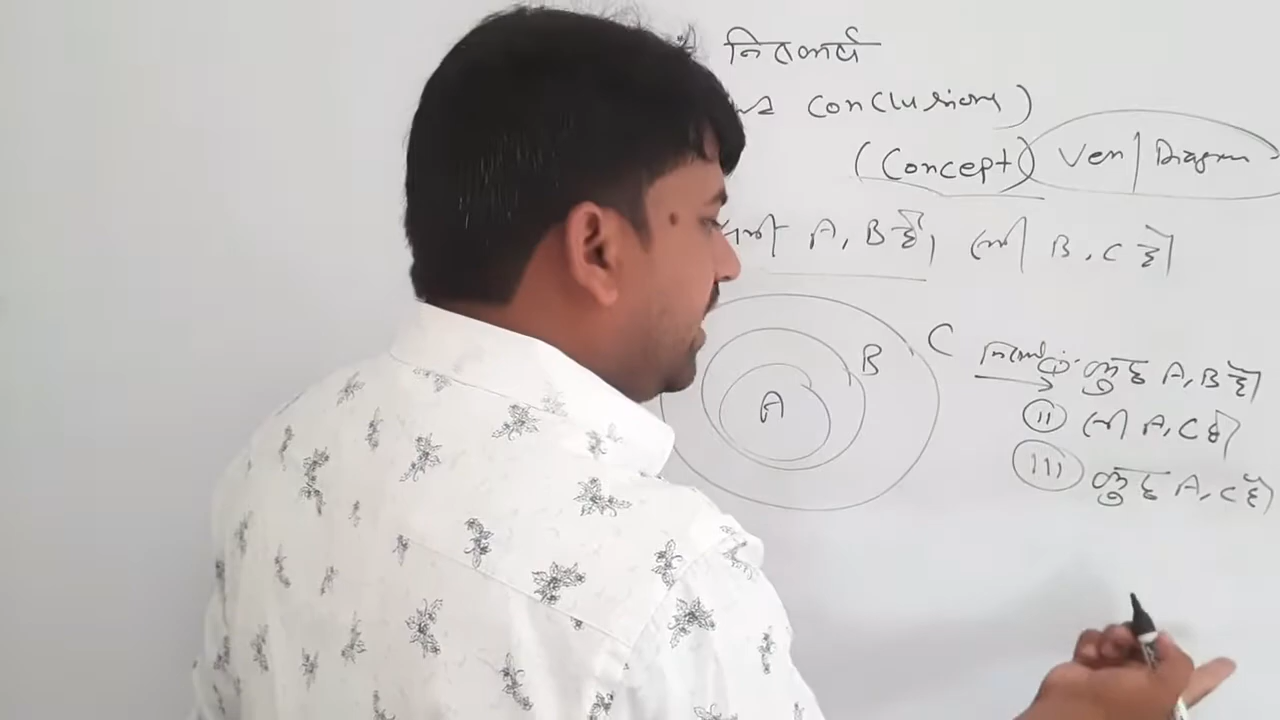 निष्कर्ष
Conclusions)
(Concept) Ven | Diagram
A, B है। सभी B, C है।
C
B
A
निष्कर्ष कुछ A, B है।
II सभी A, C है।
III कुछ A, C है।